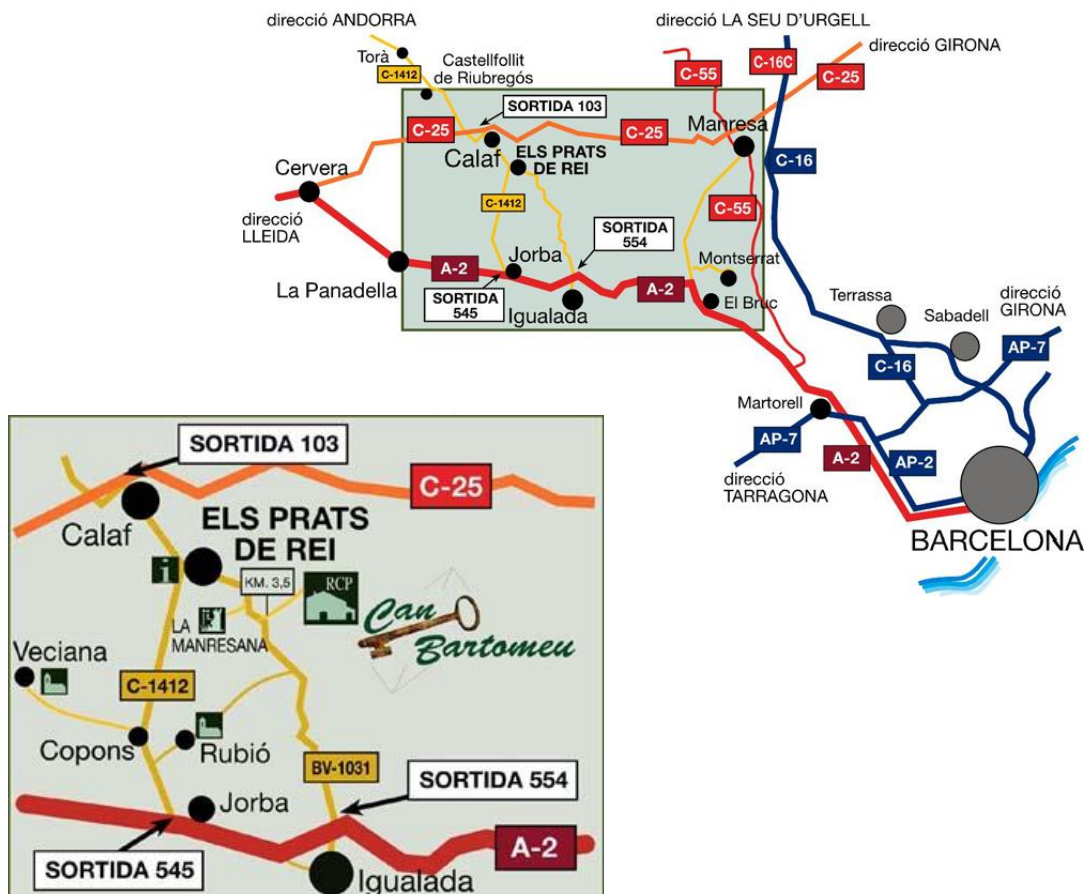 direcció ANDORRA
direcció LA SEU D'URGELL
direcció GIRONA
Torà
C-1412
Castellfollit
de Riubregós
C-55
C-16C
C-25
SORTIDA 103
C-25
C-25
Manresa
Calaf
ELS PRATS
DE REI
C-16
Cervera
C-1412
C-55
direcció
LLEIDA
SORTIDA
554
Jorba
Montserrat
A-2
A-2
La Panadella
SORTIDA
545
Igualada
El Bruc
Terrassa
Sabadell
direcció
GIRONA
AP-7
C-16
Martorell
AP-7
A-2
AP-2
direcció
TARRAGONA
BARCELONA
SORTIDA 103
C-25
Calaf
ELS PRATS
DE REI
i
KM. 3,5
RCP
LA
MANRESANA
Can
Bartomeu
Veciana
C-1412
Copons
Rubió
BV-1031
SORTIDA 554
Jorba
SORTIDA 545
A-2
Igualada